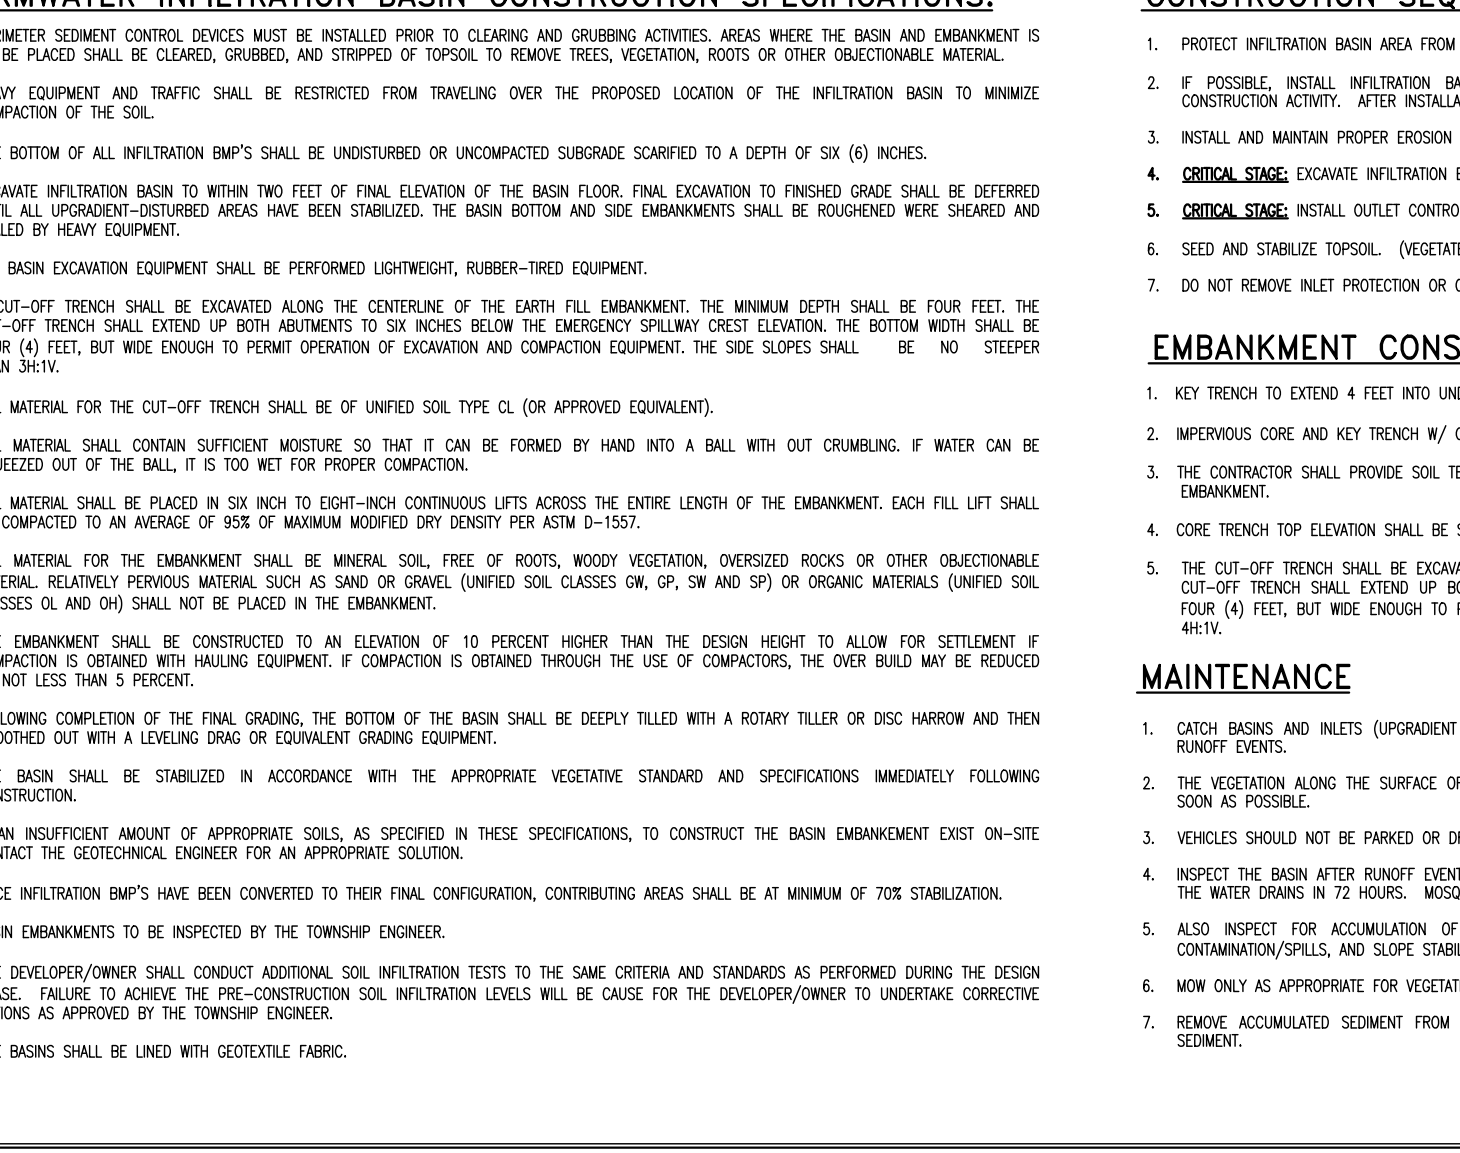 INFILTRATION BASIN CONSTRUCTION SPECIFICATIONS:
RIMETER SEDIMENT CONTROL DEVICES MUST BE INSTALLED PRIOR TO CLEARING AND GRUBBING ACTIVITIES. AREAS WHERE THE BASIN AND EMBANKMENT IS
BE PLACED SHALL BE CLEARED, GRUBBED, AND STRIPPED OF TOPSOIL TO REMOVE TREES, VEGETATION, ROOTS OR OTHER OBJECTIONABLE MATERIAL.
AVY EQUIPMENT AND TRAFFIC SHALL BE RESTRICTED FROM TRAVELING OVER THE PROPOSED LOCATION OF THE INFILTRATION BASIN TO MINIMIZE
MPACTION OF THE SOIL.
E BOTTOM OF ALL INFILTRATION BMP'S SHALL BE UNDISTURBED OR UNCOMPACTED SUBGRADE SCARIFIED TO A DEPTH OF SIX (6) INCHES.
CAVATE INFILTRATION BASIN TO WITHIN TWO FEET OF FINAL ELEVATION OF THE BASIN FLOOR. FINAL EXCAVATION TO FINISHED GRADE SHALL BE DEFERRED
TIL ALL UPGRADIENT-DISTURBED AREAS HAVE BEEN STABILIZED. THE BASIN BOTTOM AND SIDE EMBANKMENTS SHALL BE ROUGHENED WERE SHEARED AND
LED BY HEAVY EQUIPMENT.
BASIN EXCAVATION EQUIPMENT SHALL BE PERFORMED LIGHTWEIGHT, RUBBER-TIRED EQUIPMENT.
CUT-OFF TRENCH SHALL BE EXCAVATED ALONG THE CENTERLINE OF THE EARTH FILL EMBANKMENT. THE MINIMUM DEPTH SHALL BE FOUR FEET. THE
T-OFF TRENCH SHALL EXTEND UP BOTH ABUTMENTS TO SIX INCHES BELOW THE EMERGENCY SPILLWAY CREST ELEVATION. THE BOTTOM WIDTH SHALL BE
UR (4) FEET, BUT WIDE ENOUGH TO PERMIT OPERATION OF EXCAVATION AND COMPACTION EQUIPMENT. THE SIDE SLOPES SHALL BE NO STEEPER
AN 3H:1V.
L MATERIAL FOR THE CUT-OFF TRENCH SHALL BE OF UNIFIED SOIL TYPE CL (OR APPROVED EQUIVALENT).
L MATERIAL SHALL CONTAIN SUFFICIENT MOISTURE SO THAT IT CAN BE FORMED BY HAND INTO A BALL WITH OUT CRUMBLING. IF WATER CAN BE
UEEZED OUT OF THE BALL, IT IS TOO WET FOR PROPER COMPACTION.
L MATERIAL SHALL BE PLACED IN SIX INCH TO EIGHT-INCH CONTINUOUS LIFTS ACROSS THE ENTIRE LENGTH OF THE EMBANKMENT. EACH FILL LIFT SHALL
COMPACTED TO AN AVERAGE OF 95% OF MAXIMUM MODIFIED DRY DENSITY PER ASTM D-1557.
L MATERIAL FOR THE EMBANKMENT SHALL BE MINERAL SOIL, FREE OF ROOTS, WOODY VEGETATION, OVERSIZED ROCKS OR OTHER OBJECTIONABLE
TERIAL. RELATIVELY PERVIOUS MATERIAL SUCH AS SAND OR GRAVEL (UNIFIED SOIL CLASSES GW, GP, SW AND SP) OR ORGANIC MATERIALS (UNIFIED SOIL
SSES OL AND OH) SHALL NOT BE PLACED IN THE EMBANKMENT.
E EMBANKMENT SHALL BE CONSTRUCTED TO AN ELEVATION OF 10 PERCENT HIGHER THAN THE DESIGN HEIGHT TO ALLOW FOR SETTLEMENT IF
MPACTION IS OBTAINED WITH HAULING EQUIPMENT. IF COMPACTION IS OBTAINED THROUGH THE USE OF COMPACTORS, THE OVER BUILD MAY BE REDUCED
NOT LESS THAN 5 PERCENT.
LLOWING COMPLETION OF THE FINAL GRADING, THE BOTTOM OF THE BASIN SHALL BE DEEPLY TILLED WITH A ROTARY TILLER OR DISC HARROW AND THEN
OOTHED OUT WITH A LEVELING DRAG OR EQUIVALENT GRADING EQUIPMENT.
E BASIN SHALL BE STABILIZED IN ACCORDANCE WITH THE APPROPRIATE VEGETATIVE STANDARD AND SPECIFICATIONS IMMEDIATELY FOLLOWING
NSTRUCTION.
AN INSUFFICIENT AMOUNT OF APPROPRIATE SOILS, AS SPECIFIED IN THESE SPECIFICATIONS, TO CONSTRUCT THE BASIN EMBANKEMENT EXIST ON-SITE
NTACT THE GEOTECHNICAL ENGINEER FOR AN APPROPRIATE SOLUTION.
CE INFILTRATION BMP'S HAVE BEEN CONVERTED TO THEIR FINAL CONFIGURATION, CONTRIBUTING AREAS SHALL BE AT MINIMUM OF 70% STABILIZATION.
SIN EMBANKMENTS TO BE INSPECTED BY THE TOWNSHIP ENGINEER.
E DEVELOPER/OWNER SHALL CONDUCT ADDITIONAL SOIL INFILTRATION TESTS TO THE SAME CRITERIA AND STANDARDS AS PERFORMED DURING THE DESIGN
ASE. FAILURE TO ACHIEVE THE PRE-CONSTRUCTION SOIL INFILTRATION LEVELS WILL BE CAUSE FOR THE DEVELOPER/OWNER TO UNDERTAKE CORRECTIVE
TIONS AS APPROVED BY THE TOWNSHIP ENGINEER.
E BASINS SHALL BE LINED WITH GEOTEXTILE FABRIC.
CONSTRUCTION SEQ
1. PROTECT INFILTRATION BASIN AREA FROM
2. IF POSSIBLE, INSTALL INFILTRATION BA
CONSTRUCTION ACTIVITY. AFTER INSTALLA
3. INSTALL AND MAINTAIN PROPER EROSION
4. CRITICAL STAGE: EXCAVATE INFILTRATION B
5. CRITICAL STAGE: INSTALL OUTLET CONTRO
6. SEED AND STABILIZE TOPSOIL. (VEGETATE
7. DO NOT REMOVE INLET PROTECTION OR
EMBANKMENT CONS
1. KEY TRENCH TO EXTEND 4 FEET INTO UND
2. IMPERVIOUS CORE AND KEY TRENCH W/
3. THE CONTRACTOR SHALL PROVIDE SOIL TE
EMBANKMENT.
4. CORE TRENCH TOP ELEVATION SHALL BE S
5. THE CUT-OFF TRENCH SHALL BE EXCAVA
CUT-OFF TRENCH SHALL EXTEND UP BO
FOUR (4) FEET, BUT WIDE ENOUGH TO P
4H:1V.
MAINTENANCE
1. CATCH BASINS AND INLETS (UPGRADIENT
RUNOFF EVENTS.
2. THE VEGETATION ALONG THE SURFACE OF
SOON AS POSSIBLE.
3. VEHICLES SHOULD NOT BE PARKED OR DR
4. INSPECT THE BASIN AFTER RUNOFF EVENT
THE WATER DRAINS IN 72 HOURS. MOSQ
5. ALSO INSPECT FOR ACCUMULATION OF
CONTAMINATION/SPILLS, AND SLOPE STABIL
6. MOW ONLY AS APPROPRIATE FOR VEGETATI
7. REMOVE ACCUMULATED SEDIMENT FROM
SEDIMENT.